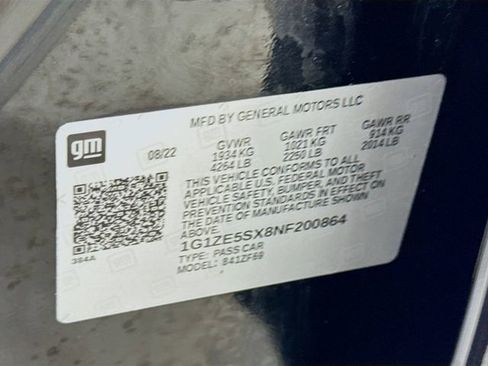 MFD BY GENERAL MOTORS LLC
gm
08/22
GVWR GAWR FRT GAWR RR
1934 KG 1021 KG 914 KG
4264 LB 2250 LB 2014 LB
THIS VEHICLE CONFORMS TO ALL
APPLICABLE U.S. FEDERAL MOTOR
VEHICLE SAFETY, BUMPER, AND THEFT
PREVENTION STANDARDS IN EFFECT ON
THE DATE OF MANUFACTURE SHOWN
ABOVE.
1G1ZE5SX8NF200864
TYPE: PASS CAR
MODEL: 841ZF69
384A